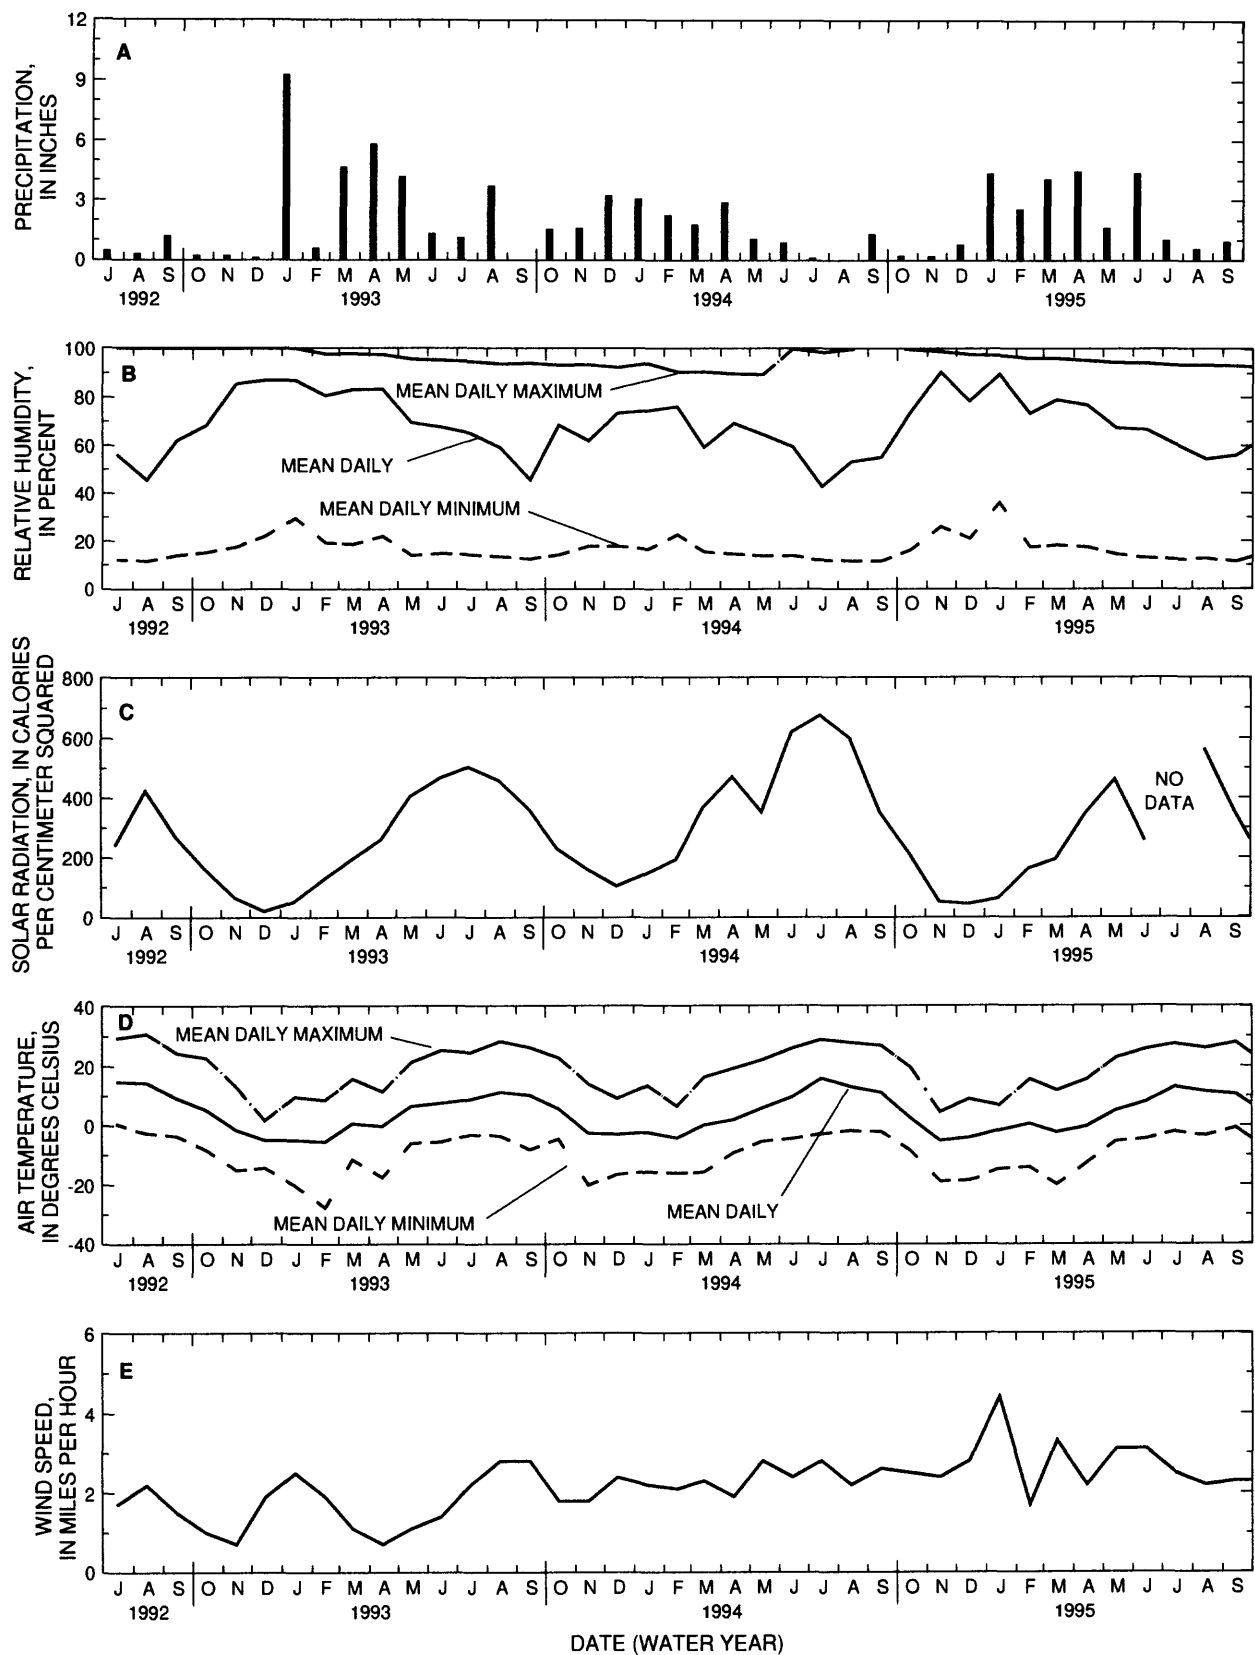 A
PRECIPITATION,
IN INCHES
12
9
6
3
0
J A S O N D J F M A M J J A S O N D J F M A M J J A S O N D J F M A M J J A S
1992 1993 1994 1995
B
RELATIVE HUMIDITY,
IN PERCENT
100
80
60
40
20
0
MEAN DAILY MAXIMUM
MEAN DAILY
MEAN DAILY MINIMUM
J A S O N D J F M A M J J A S O N D J F M A M J J A S O N D J F M A M J J A S
1992 1993 1994 1995
C
SOLAR RADIATION, IN CALORIES
PER CENTIMETER SQUARED
800
600
400
200
0
NO
DATA
J A S O N D J F M A M J J A S O N D J F M A M J J A S O N D J F M A M J J A S
1992 1993 1994 1995
D
AIR TEMPERATURE,
IN DEGREES CELSIUS
40
20
0
-20
-40
MEAN DAILY MAXIMUM
MEAN DAILY MINIMUM
MEAN DAILY
J A S O N D J F M A M J J A S O N D J F M A M J J A S O N D J F M A M J J A S
1992 1993 1994 1995
E
WIND SPEED,
IN MILES PER HOUR
6
4
2
0
J A S O N D J F M A M J J A S O N D J F M A M J J A S O N D J F M A M J J A S
1992 1993 1994 1995
DATE (WATER YEAR)